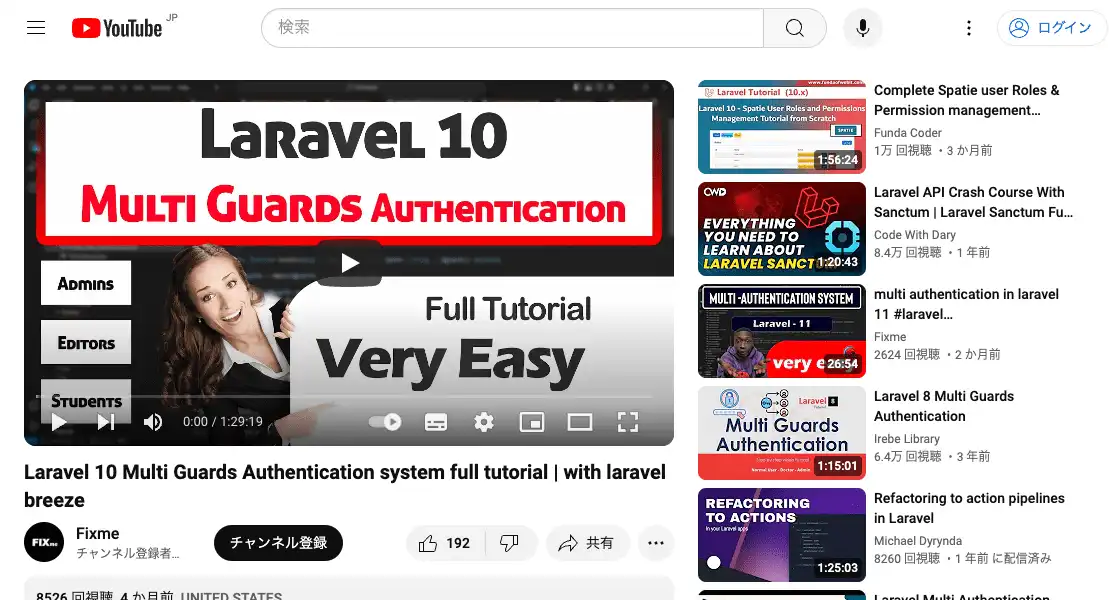 YouTube JP
検索
ログイン
LARAVEL 10
MULTI GUARDS AUTHENTICATION
ADMINS
EDITORS
STUDENTS
Full Tutorial
Very Easy
0:00 / 1:29:19
Laravel 10 Multi Guards Authentication system full tutorial | with laravel
breeze
FIXme
Fixme
チャンネル登録者...
チャンネル登録
192
共有
8526 回視聴 4 か月前 UNITED STATES
www.fundaofwebit.com
Laravel Tutorial (10.x)
Laravel 10 - Spatie User Roles and Permissions
Management Tutorial from Scratch
SPATIE
1:56:24
Complete Spatie user Roles &
Permission management...
Funda Coder
1万 回視聴 • 3 か月前
CWD
EVERYTHING
YOU NEED TO
LEARN ABOUT
LARAVEL SANCT
1:20:43
Laravel API Crash Course With
Sanctum | Laravel Sanctum Fu...
Code With Dary
8.4万 回視聴 • 1 年前
MULTI-AUTHENTICATION SYSTEM
Laravel - 11
very e
26:54
multi authentication in laravel
11 #laravel...
Fixme
2624 回視聴 • 2 か月前
Laravel 8
Multi Guards
Authentication
Normal User - Doctor - Admin
1:15:01
Laravel 8 Multi Guards
Authentication
Irebe Library
6.4万 回視聴 • 3 年前
REFACTORING
TO ACTIONS
in your Laravel apps
1:25:03
Refactoring to action pipelines
in Laravel
Michael Dyrynda
8260 回視聴 • 1 年前 に配信済み
Laravel Multi Authentication